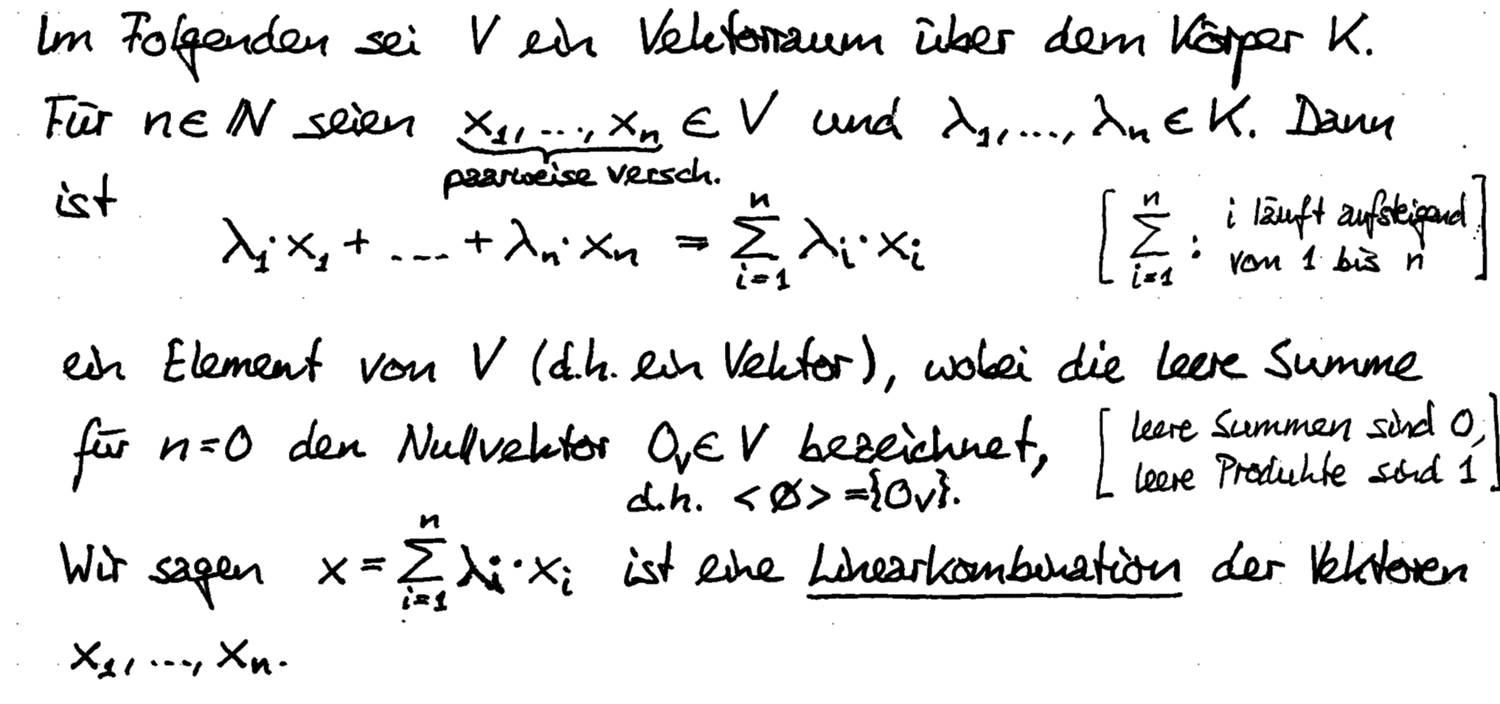 Im Folgenden sei V ein Vektorraum über dem Körper K.
Für n ∈ ℕ seien x₁, ..., xₙ ∈ V und λ₁, ..., λₙ ∈ K. Dann
paarweise versch.
ist
λ₁·x₁ + .... + λₙ·xₙ = ∑ᵢ₌₁ⁿ λᵢ·xᵢ [∑ᵢ₌₁ⁿ : i läuft aufsteigend
von 1 bis n]
ein Element von V (d.h. ein Vektor), wobei die leere Summe
für n=0 den Nullvektor 0ᵥ ∈ V bezeichnet, [leere Summen sind 0,
leere Produkte sind 1]
d.h. <∅> = {0ᵥ}.
Wir sagen x = ∑ᵢ₌₁ⁿ λᵢ·xᵢ ist eine Linearkombination der Vektoren
x₁, ..., xₙ.